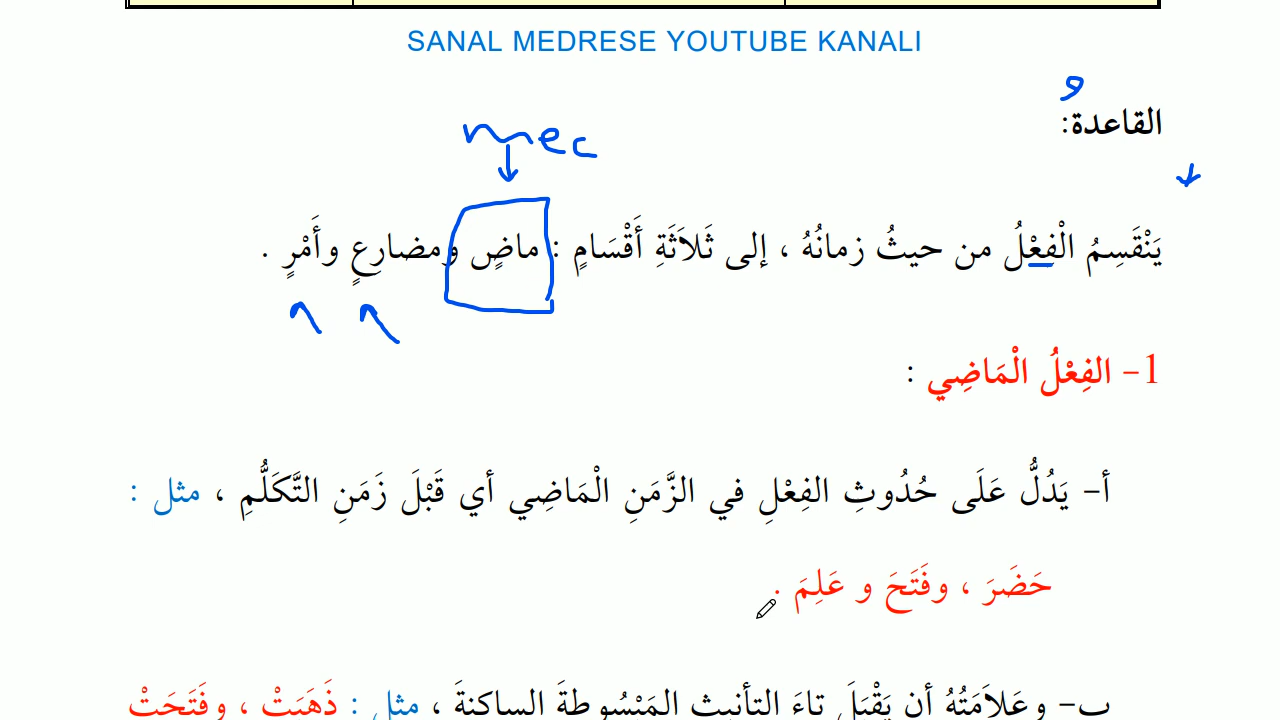 SANAL MEDRESE YOUTUBE KANALI
القاعدة:
mec
يَنْقَسِمُ الْفِعْلُ من حيثُ زمانُهُ ، إلى ثَلاَثَةِ أَقْسَامٍ : ماضٍ ومضارعٍ وأَمْرٍ .
1- الفِعْلُ الْمَاضِي :
أ- يَدُلُّ عَلَى حُدُوثِ الفِعْلِ في الزَّمَنِ الْمَاضِي أي قَبْلَ زَمَنِ التَّكَلُّمِ ، مثل :
حَضَرَ ، وفَتَحَ و عَلِمَ .
ب- وعَلاَمَتُهُ أن يَقْبَلَ تاءَ التأنيث المَبْسُوطةَ الساكنةَ ، مثل : ذَهَبَتْ ، وفَتَحَتْ